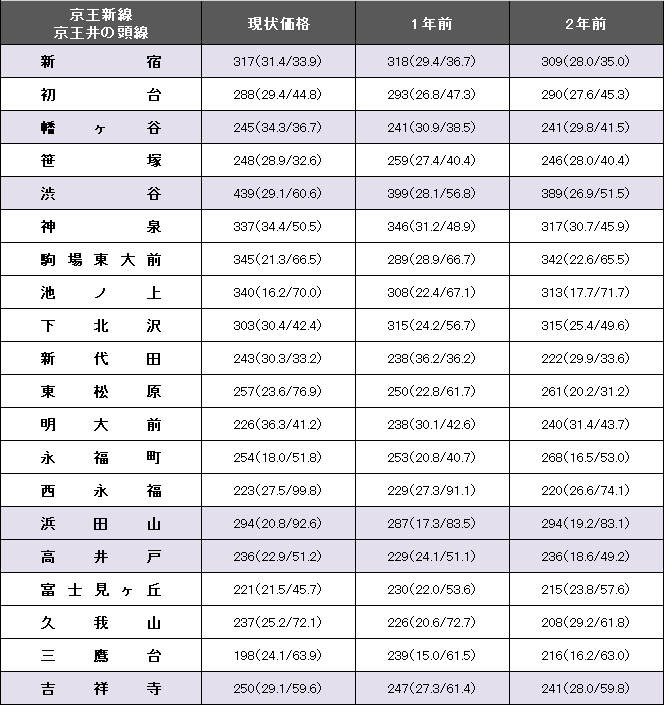 京王新線
京王井の頭線 現状価格 1年前 2年前
新宿 317(31.4/33.9) 318(29.4/36.7) 309(28.0/35.0)
初台 288(29.4/44.8) 293(26.8/47.3) 290(27.6/45.3)
幡ヶ谷 245(34.3/36.7) 241(30.9/38.5) 241(29.8/41.5)
笹塚 248(28.9/32.6) 259(27.4/40.4) 246(28.0/40.4)
渋谷 439(29.1/60.6) 399(28.1/56.8) 389(26.9/51.5)
神泉 337(34.4/50.5) 346(31.2/48.9) 317(30.7/45.9)
駒場東大前 345(21.3/66.5) 289(28.9/66.7) 342(22.6/65.5)
池ノ上 340(16.2/70.0) 308(22.4/67.1) 313(17.7/71.7)
下北沢 303(30.4/42.4) 315(24.2/56.7) 315(25.4/49.6)
新代田 243(30.3/33.2) 238(36.2/36.2) 222(29.9/33.6)
東松原 257(23.6/76.9) 250(22.8/61.7) 261(20.2/31.2)
明大前 226(36.3/41.2) 238(30.1/42.6) 240(31.4/43.7)
永福町 254(18.0/51.8) 253(20.8/40.7) 268(16.5/53.0)
西永福 223(27.5/99.8) 229(27.3/91.1) 220(26.6/74.1)
浜田山 294(20.8/92.6) 287(17.3/83.5) 294(19.2/83.1)
高井戸 236(22.9/51.2) 229(24.1/51.1) 236(18.6/49.2)
富士見ヶ丘 221(21.5/45.7) 230(22.0/53.6) 215(23.8/57.6)
久我山 237(25.2/72.1) 226(20.6/72.7) 208(29.2/61.8)
三鷹台 198(24.1/63.9) 239(15.0/61.5) 216(16.2/63.0)
吉祥寺 250(29.1/59.6) 247(27.3/61.4) 241(28.0/59.8)